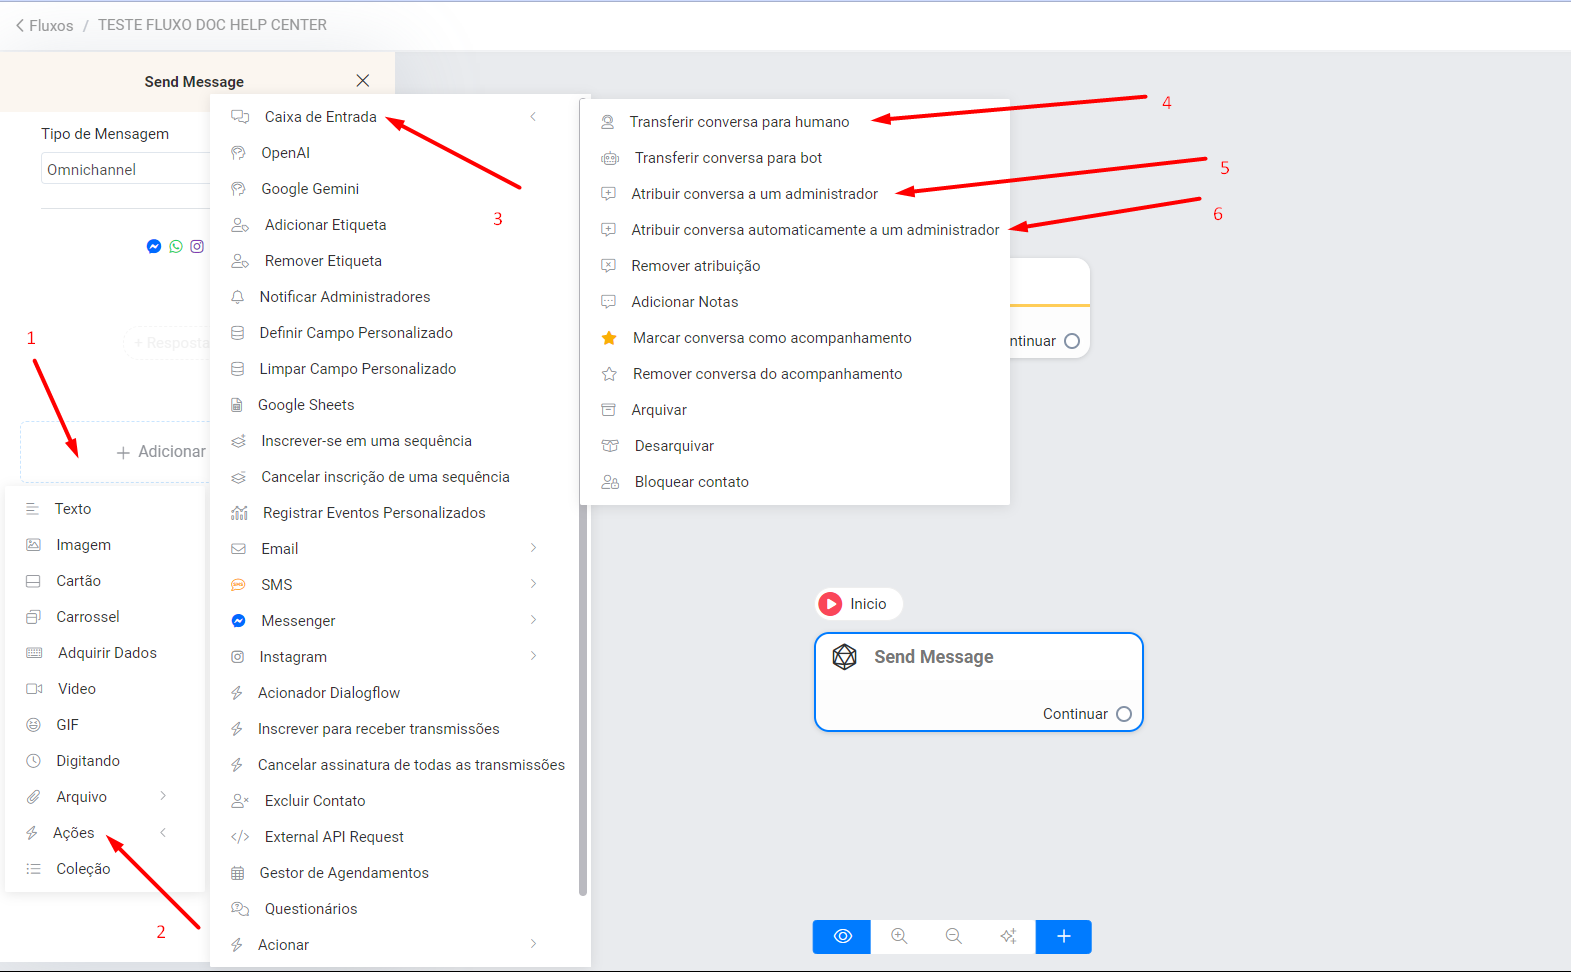 Fluxos / TESTE FLUXO DOC HELP CENTER
Send Message
Tipo de Mensagem
Omnichannel
+ Resposta
1
+ Adicionar
Texto
Imagem
Cartão
Carrossel
Adquirir Dados
Video
GIF
Digitando
Arquivo
Ações
Coleção
2
Caixa de Entrada
OpenAI
Google Gemini
Adicionar Etiqueta
Remover Etiqueta
Notificar Administradores
Definir Campo Personalizado
Limpar Campo Personalizado
Google Sheets
Inscrever-se em uma sequência
Cancelar inscrição de uma sequência
Registrar Eventos Personalizados
Email
SMS
Messenger
Instagram
Acionador Dialogflow
Inscrever para receber transmissões
Cancelar assinatura de todas as transmissões
Excluir Contato
External API Request
Gestor de Agendamentos
Questionários
Acionar
3
Transferir conversa para humano
Transferir conversa para bot
Atribuir conversa a um administrador
Atribuir conversa automaticamente a um administrador
Remover atribuição
Adicionar Notas
Marcar conversa como acompanhamento
Remover conversa do acompanhamento
Arquivar
Desarquivar
Bloquear contato
4
5
6
ntinuar
Inicio
Send Message
Continuar